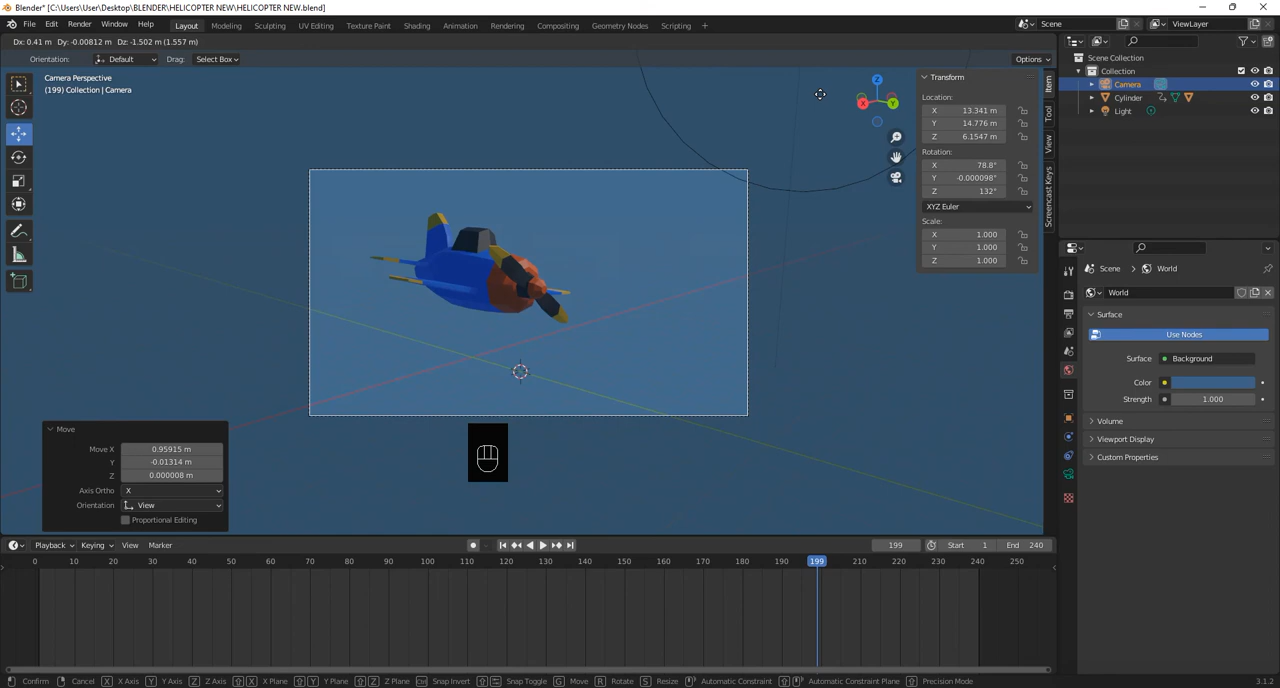 Blender* [C:\Users\User\Desktop\BLENDER\HELICOPTER NEW\HELICOPTER NEW.blend]
File Edit Render Window Help Layout Modeling Sculpting UV Editing Texture Paint Shading Animation Rendering Compositing Geometry Nodes Scripting + Scene ViewLayer
Dx: 0.41 m Dy: -0.00812 m Dz: -1.502 m (1.557 m)
Orientation: Default Drag: Select Box Options
Camera Perspective
(199) Collection | Camera
X Y Z
Transform
Location:
X 13.341 m
Y 14.776 m
Z 6.1547 m
Rotation:
X 78.8°
Y -0.000098°
Z 132°
XYZ Euler
Scale:
X 1.000
Y 1.000
Z 1.000
Item
Tool
View
Screencast Keys
Scene Collection
Collection
Camera
Cylinder
Light
Scene > World
World
Surface
Use Nodes
Surface Background
Color
Strength 1.000
Volume
Viewport Display
Custom Properties
Move
Move X 0.95915 m
Y -0.01314 m
Z 0.000008 m
Axis Ortho X
Orientation View
Proportional Editing
Playback Keying View Marker 199 Start 1 End 240
0 10 20 30 40 50 60 70 80 90 100 110 120 130 140 150 160 170 180 190 199 210 220 230 240 250
Confirm Cancel X X Axis Y Y Axis Z Z Axis X X Plane Y Y Plane Z Z Plane Ctrl Snap Invert Snap Toggle G Move R Rotate S Resize Automatic Constraint Automatic Constraint Plane Precision Mode 3.1.2